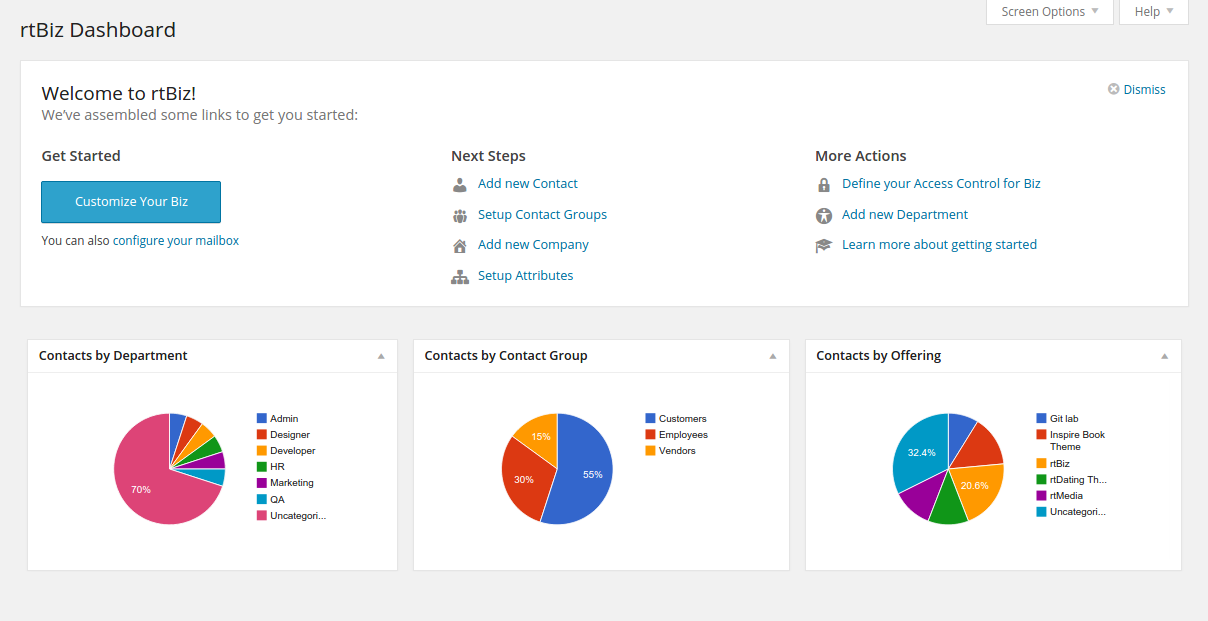 Screen Options
Help
rtBiz Dashboard
Welcome to rtBiz!
Dismiss
We've assembled some links to get you started:
Get Started
Customize Your Biz
You can also configure your mailbox
Next Steps
Add new Contact
Setup Contact Groups
Add new Company
Setup Attributes
More Actions
Define your Access Control for Biz
Add new Department
Learn more about getting started
Contacts by Department
70%
Admin
Designer
Developer
HR
Marketing
QA
Uncategori...
Contacts by Contact Group
15%
30%
55%
Customers
Employees
Vendors
Contacts by Offering
32.4%
20.6%
Git lab
Inspire Book
Theme
rtBiz
rtDating Th...
rtMedia
Uncategori...